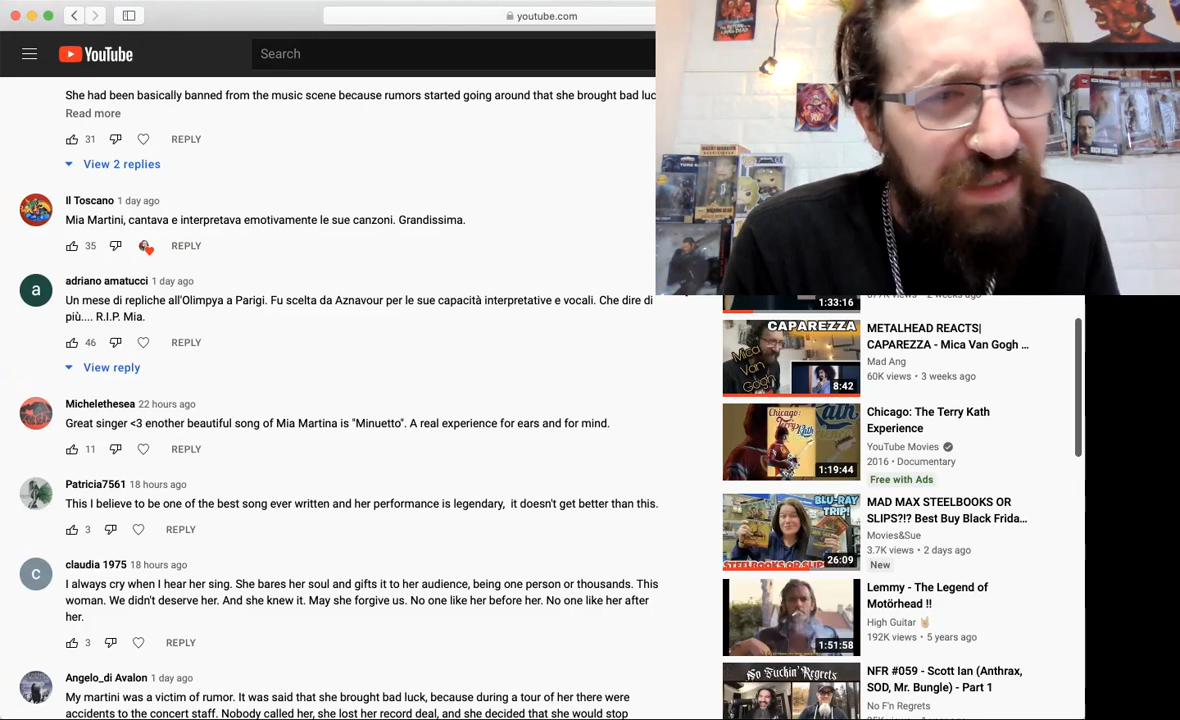 youtube.com
YouTube
Search
She had been basically banned from the music scene because rumors started going around that she brought bad luc
Read more
31 REPLY
View 2 replies
Il Toscano 1 day ago
Mia Martini, cantava e interpretava emotivamente le sue canzoni. Grandissima.
35 REPLY
a
adriano amatucci 1 day ago
Un mese di repliche all'Olimpya a Parigi. Fu scelta da Aznavour per le sue capacità interpretative e vocali. Che dire di
più.... R.I.P. Mia.
46 REPLY
View reply
Michelethesea 22 hours ago
Great singer <3 enother beautiful song of Mia Martina is "Minuetto". A real experience for ears and for mind.
11 REPLY
Patricia7561 18 hours ago
This I believe to be one of the best song ever written and her performance is legendary, it doesn't get better than this.
3 REPLY
c
claudia 1975 18 hours ago
I always cry when I hear her sing. She bares her soul and gifts it to her audience, being one person or thousands. This
woman. We didn't deserve her. And she knew it. May she forgive us. No one like her before her. No one like her after
her.
3 REPLY
Angelo_di Avalon 1 day ago
My martini was a victim of rumor. It was said that she brought bad luck, because during a tour of her there were
accidents to the concert staff. Nobody called her, she lost her record deal, and she decided that she would stop
1:33:16
CAPAREZZA
Mica
Van
Gogh
8:42
METALHEAD REACTS|
CAPAREZZA - Mica Van Gogh ...
Mad Ang
60K views • 3 weeks ago
Chicago:
Terry Kath
1:19:44
Chicago: The Terry Kath
Experience
YouTube Movies
2016 • Documentary
Free with Ads
BLU-RAY
TRIP!
STEELBOOKS OR SLIPS
26:09
MAD MAX STEELBOOKS OR
SLIPS?!? Best Buy Black Frida...
Movies&Sue
3.7K views • 2 days ago
New
1:51:58
Lemmy - The Legend of
Motörhead !!
High Guitar
192K views • 5 years ago
No Fuckin' Regrets
NFR #059 - Scott Ian (Anthrax,
SOD, Mr. Bungle) - Part 1
No F'n Regrets